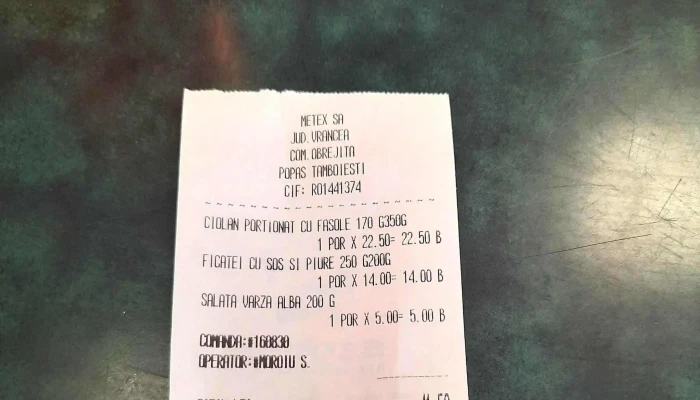 METEX SA
JUD.VRANCEA
COM.OBREJITA
POPAS TAMBOIESTI
CIF: RO1441374
CIOLAN PORTIONAT CU FASOLE 170 G350G
1 POR X 22.50= 22.50 B
FICATEI CU SOS SI PIURE 250 G200G
1 POR X 14.00= 14.00 B
SALATA VARZA ALBA 200 G
1 POR X 5.00= 5.00 B
COMANDA:#160830
OPERATOR:#MOROIU S.